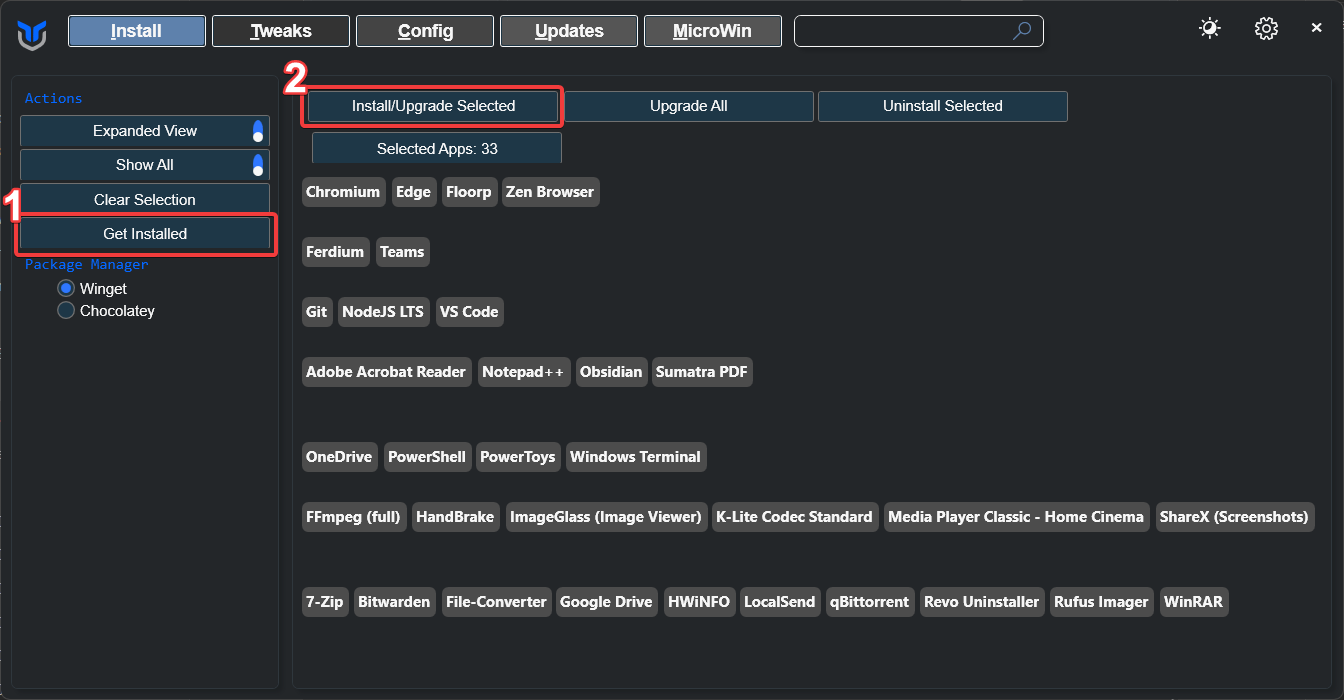 Install Tweaks Config Updates MicroWin
2
Actions
Install/Upgrade Selected Upgrade All Uninstall Selected
Expanded View
Selected Apps: 33
Show All
Chromium Edge Floorp Zen Browser
Clear Selection
1
Get Installed
Ferdium Teams
Package Manager
Winget
Chocolatey
Git NodeJS LTS VS Code
Adobe Acrobat Reader Notepad++ Obsidian Sumatra PDF
OneDrive PowerShell PowerToys Windows Terminal
FFmpeg (full) HandBrake ImageGlass (Image Viewer) K-Lite Codec Standard Media Player Classic - Home Cinema ShareX (Screenshots)
7-Zip Bitwarden File-Converter Google Drive HWiNFO LocalSend qBittorrent Revo Uninstaller Rufus Imager WinRAR